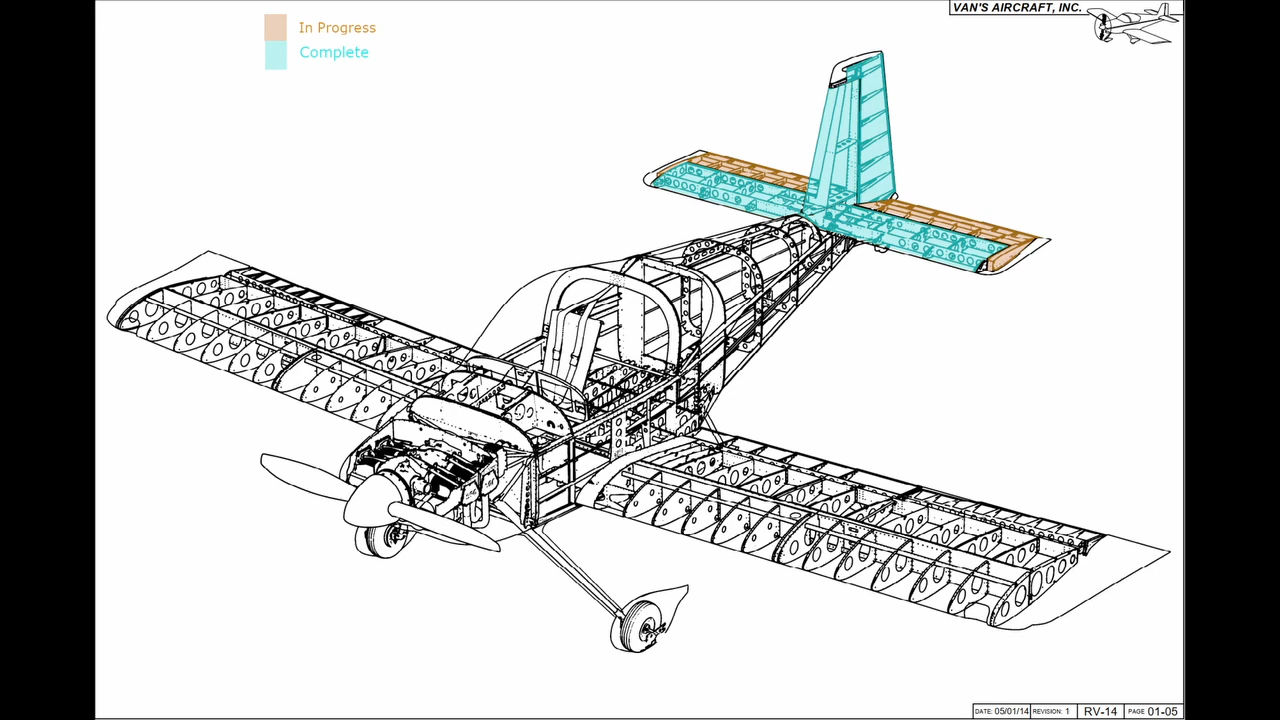 In Progress
Complete
VAN'S AIRCRAFT, INC.
DATE: 05/01/14 REVISION: 1 RV-14 PAGE 01-05